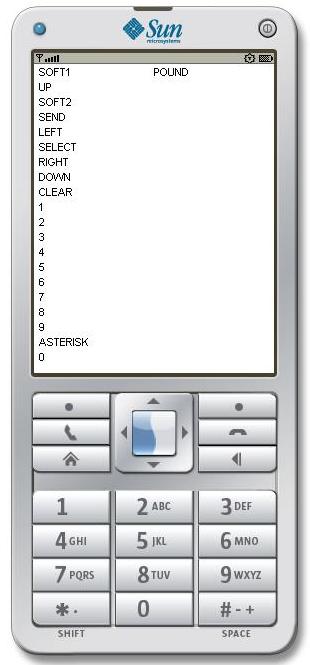 Sun
microsystems
SOFT1 POUND
UP
SOFT2
SEND
LEFT
SELECT
RIGHT
DOWN
CLEAR
1
2
3
4
5
6
7
8
9
ASTERISK
0
1 2 ABC 3 DEF
4 GHI 5 JKL 6 MNO
7 PQRS 8 TUV 9 WXYZ
* . 0 # - +
SHIFT SPACE